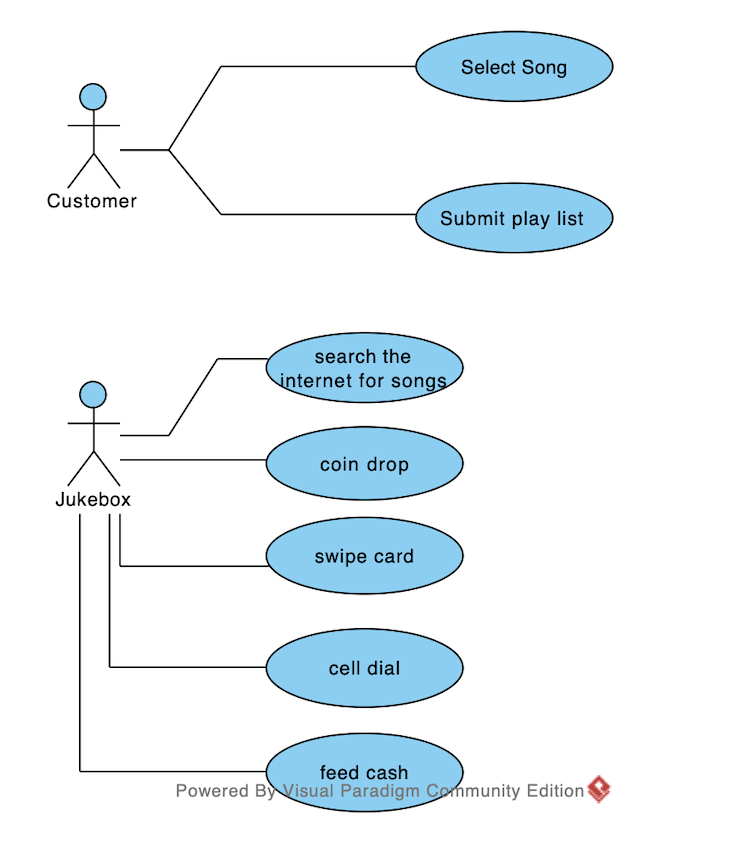 Select Song
Customer
Submit play list
search the
internet for songs
coin drop
Jukebox
swipe card
cell dial
feed cash
Powered By Visual Paradigm Community Edition